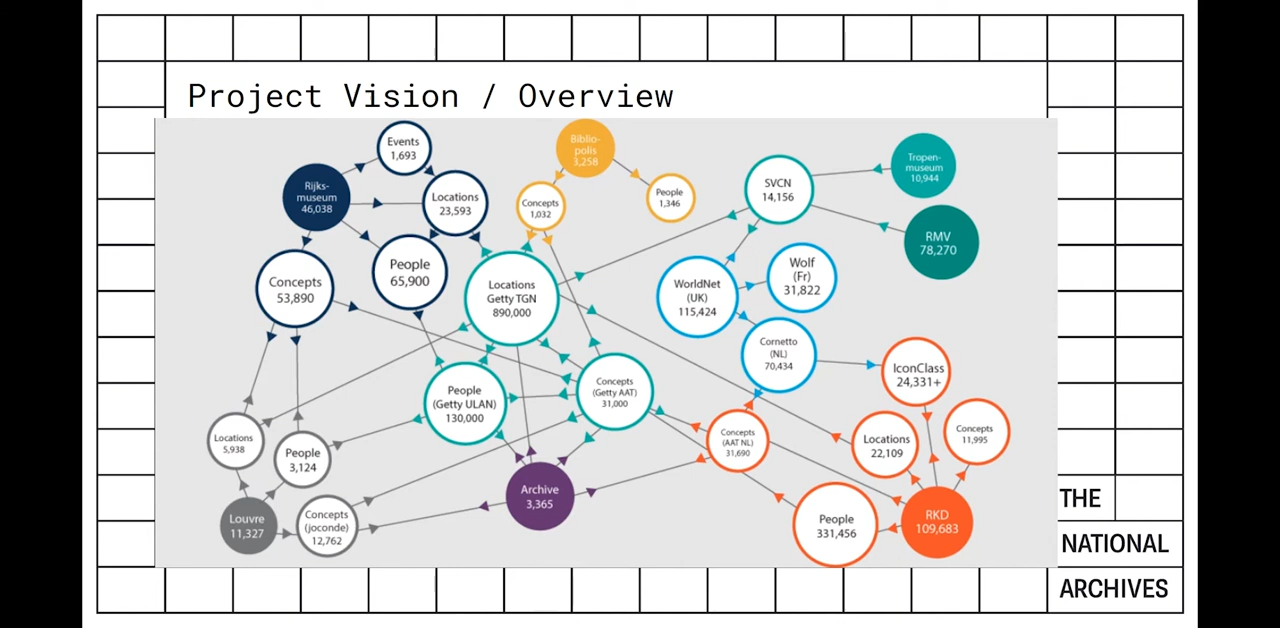 Project Vision / Overview
Events
1,693
Biblio-
polis
3,258
Tropen-
museum
10,944
Rijks-
museum
46,038
Locations
23,593
Concepts
1,032
People
1,346
SVCN
14,156
RMV
78,270
People
65,900
Concepts
53,890
Locations
Getty TGN
890,000
WorldNet
(UK)
115,424
Wolf
(Fr)
31,822
Cornetto
(NL)
70,434
IconClass
24,331+
People
(Getty ULAN)
130,000
Concepts
(Getty AAT)
31,000
Locations
5,938
People
3,124
Concepts
(AAT NL)
31,690
Locations
22,109
Concepts
11,995
Archive
3,365
Louvre
11,327
Concepts
(joconde)
12,762
People
331,456
RKD
109,683
THE
NATIONAL
ARCHIVES